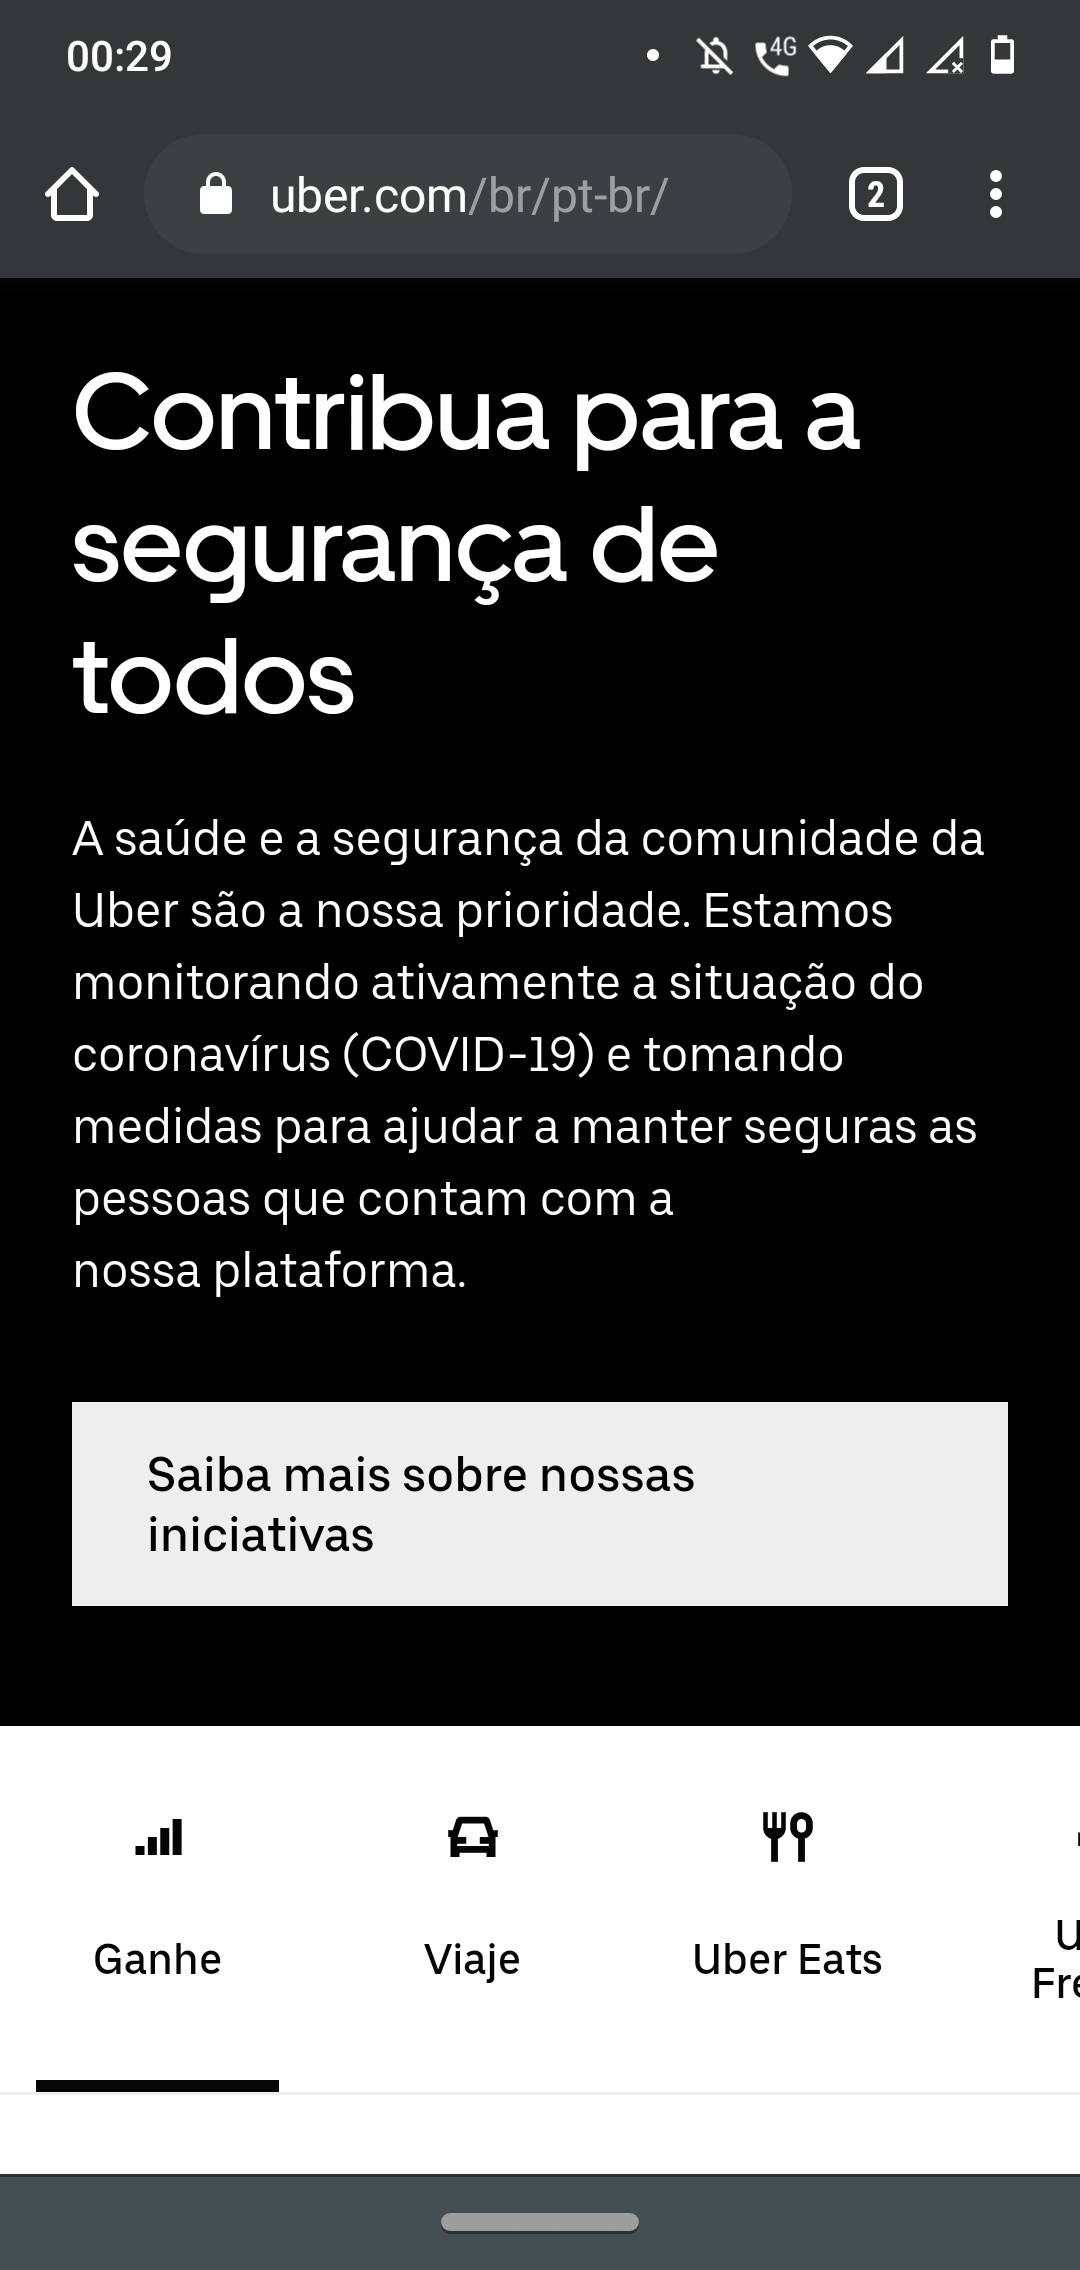 00:29
4G
uber.com/br/pt-br/
2
Contribua para a
segurança de
todos
A saúde e a segurança da comunidade da
Uber são a nossa prioridade. Estamos
monitorando ativamente a situação do
coronavírus (COVID-19) e tomando
medidas para ajudar a manter seguras as
pessoas que contam com a
nossa plataforma.
Saiba mais sobre nossas
iniciativas
Ganhe
Viaje
Uber Eats